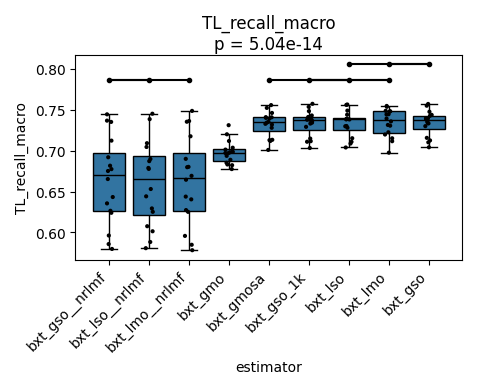 TL_recall_macro
p = 5.04e-14
TL_recall_macro
0.80
0.75
0.70
0.65
0.60
bxt_gso__nrlmf
bxt_lso__nrlmf
bxt_lmo__nrlmf
bxt_gmo
bxt_gmosa
bxt_gso_1k
bxt_lso
bxt_lmo
bxt_gso
estimator